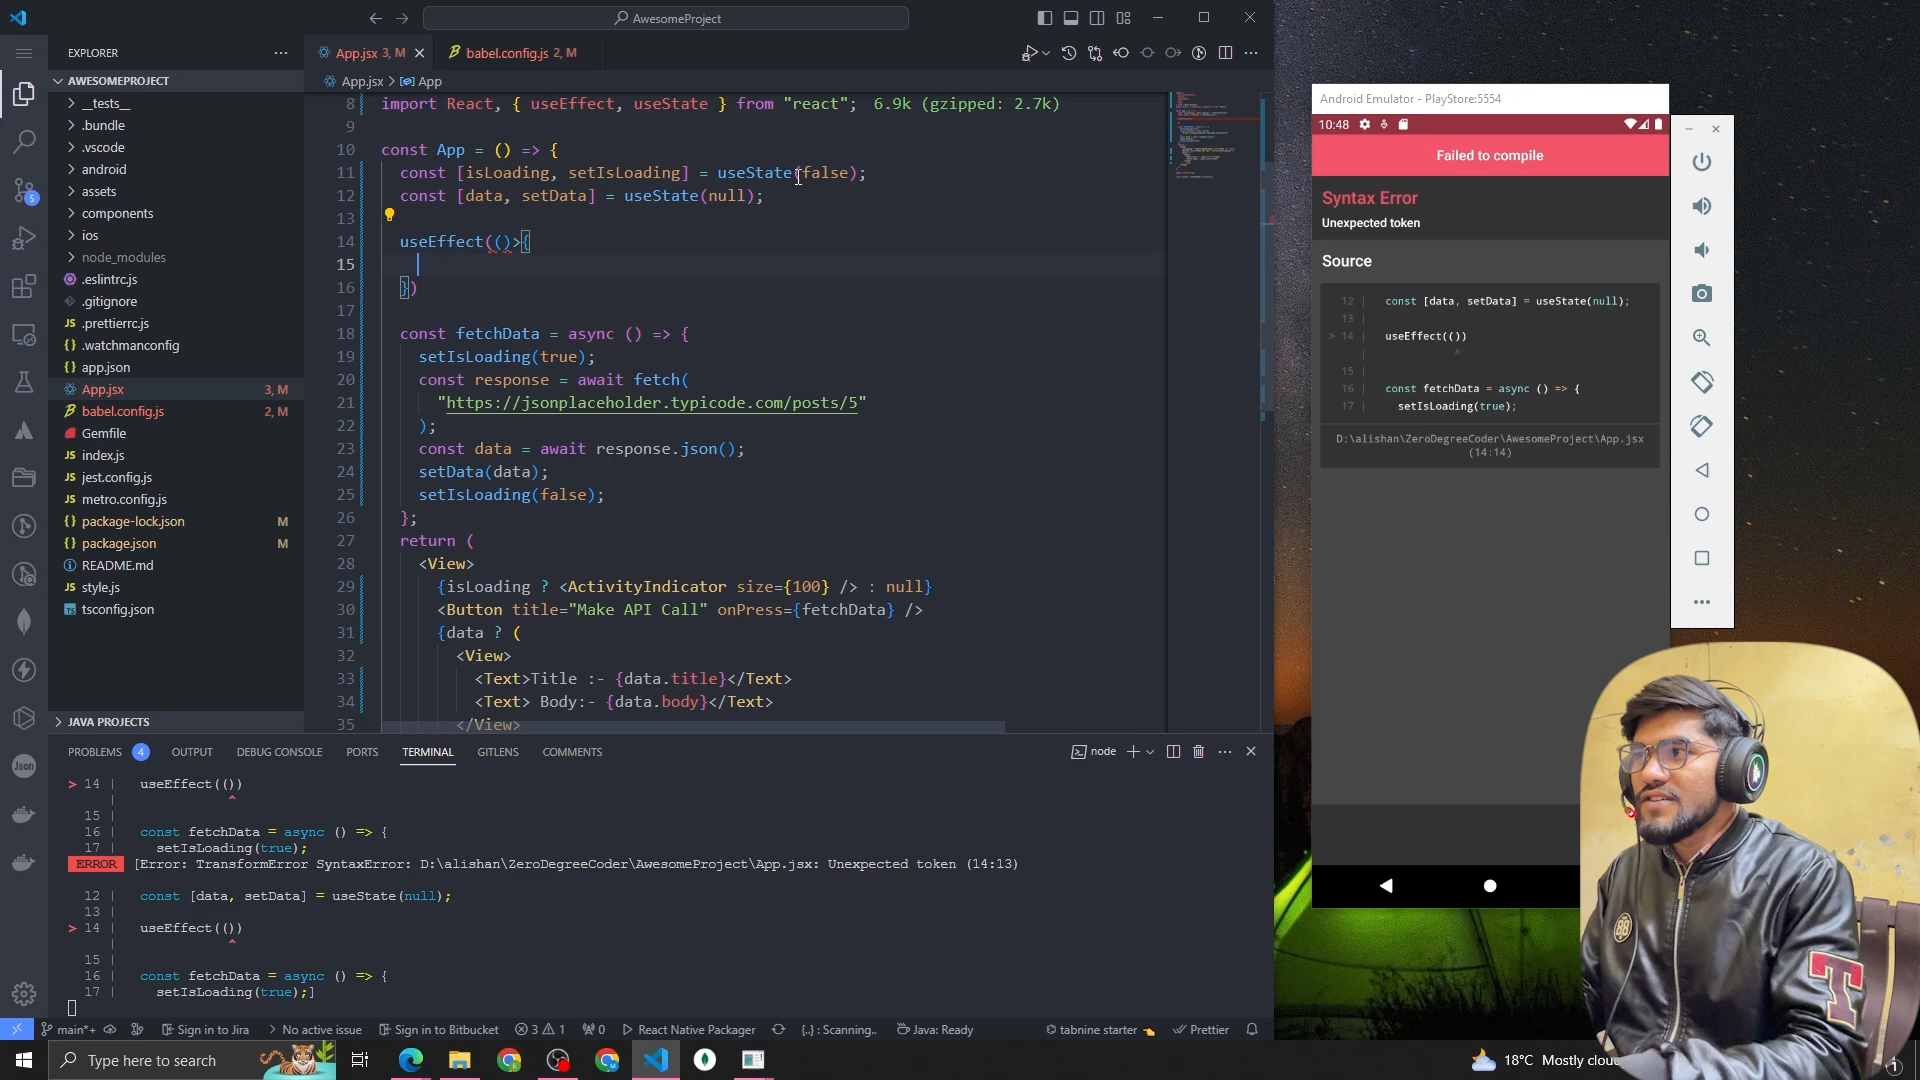 AwesomeProject
EXPLORER
App.jsx 3, M
babel.config.js 2, M
AWESOMEPROJECT
App.jsx > App
__tests__
.bundle
.vscode
android
assets
components
ios
node_modules
.eslintrc.js
.gitignore
.prettierrc.js
.watchmanconfig
app.json
App.jsx 3, M
babel.config.js 2, M
Gemfile
index.js
jest.config.js
metro.config.js
package-lock.json M
package.json M
README.md
style.js
tsconfig.json
JAVA PROJECTS
8 import React, { useEffect, useState } from "react"; 6.9k (gzipped: 2.7k)
9
10 const App = () => {
11 const [isLoading, setIsLoading] = useState(false);
12 const [data, setData] = useState(null);
13
14 useEffect(()>{
15
16 })
17
18 const fetchData = async () => {
19 setIsLoading(true);
20 const response = await fetch(
21 "https://jsonplaceholder.typicode.com/posts/5"
22 );
23 const data = await response.json();
24 setData(data);
25 setIsLoading(false);
26 };
27 return (
28 <View>
29 {isLoading ? <ActivityIndicator size={100} /> : null}
30 <Button title="Make API Call" onPress={fetchData} />
31 {data ? (
32 <View>
33 <Text>Title :- {data.title}</Text>
34 <Text> Body:- {data.body}</Text>
35 </View>
PROBLEMS 4 OUTPUT DEBUG CONSOLE PORTS TERMINAL GITLENS COMMENTS
node
> 14 | useEffect(())
| ^
15 |
16 | const fetchData = async () => {
17 | setIsLoading(true);
ERROR [Error: TransformError SyntaxError: D:\alishan\ZeroDegreeCoder\AwesomeProject\App.jsx: Unexpected token (14:13)
12 | const [data, setData] = useState(null);
13 |
> 14 | useEffect(())
| ^
15 |
16 | const fetchData = async () => {
17 | setIsLoading(true);]
5
Json
main*+ Sign in to Jira No active issue Sign in to Bitbucket 3 1 0 React Native Packager {..} : Scanning.. Java: Ready tabnine starter Prettier
Type here to search
18°C Mostly clou
1
Android Emulator - PlayStore:5554
10:48
Failed to compile
Syntax Error
Unexpected token
Source
12 | const [data, setData] = useState(null);
13 |
> 14 | useEffect(())
| ^
15 |
16 | const fetchData = async () => {
17 | setIsLoading(true);
D:\alishan\ZeroDegreeCoder\AwesomeProject\App.jsx
(14:14)
88
T